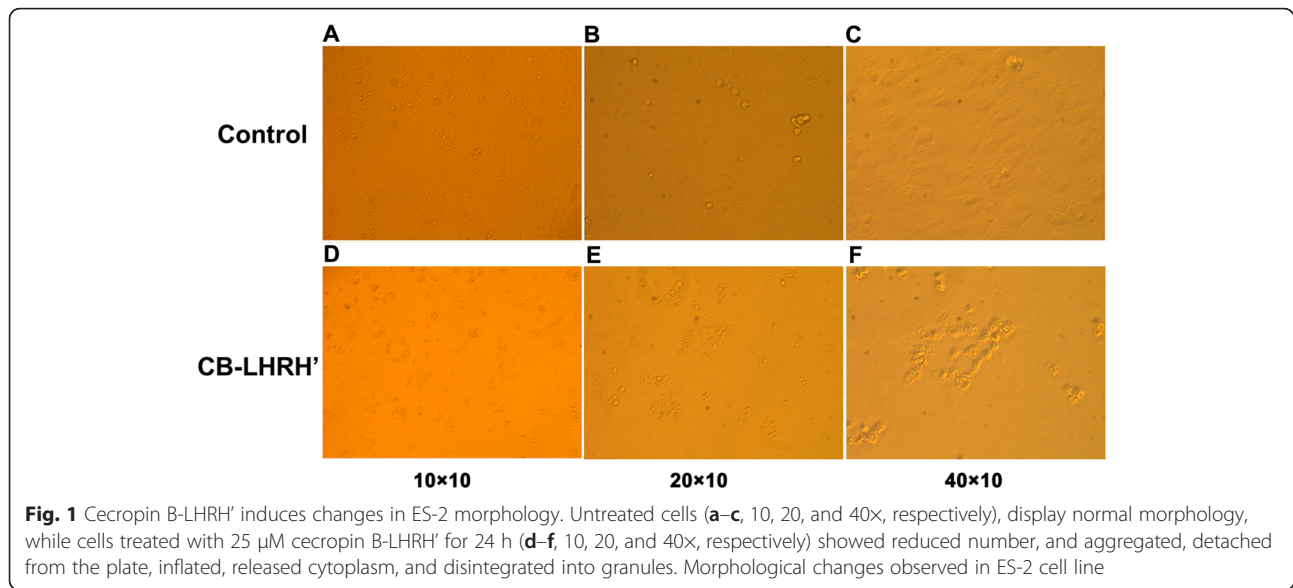 A B C
Control
D E F
CB-LHRH'
10×10 20×10 40×10
Fig. 1 Cecropin B-LHRH' induces changes in ES-2 morphology. Untreated cells (a–c, 10, 20, and 40×, respectively), display normal morphology,
while cells treated with 25 μM cecropin B-LHRH' for 24 h (d–f, 10, 20, and 40×, respectively) showed reduced number, and aggregated, detached
from the plate, inflated, released cytoplasm, and disintegrated into granules. Morphological changes observed in ES-2 cell line